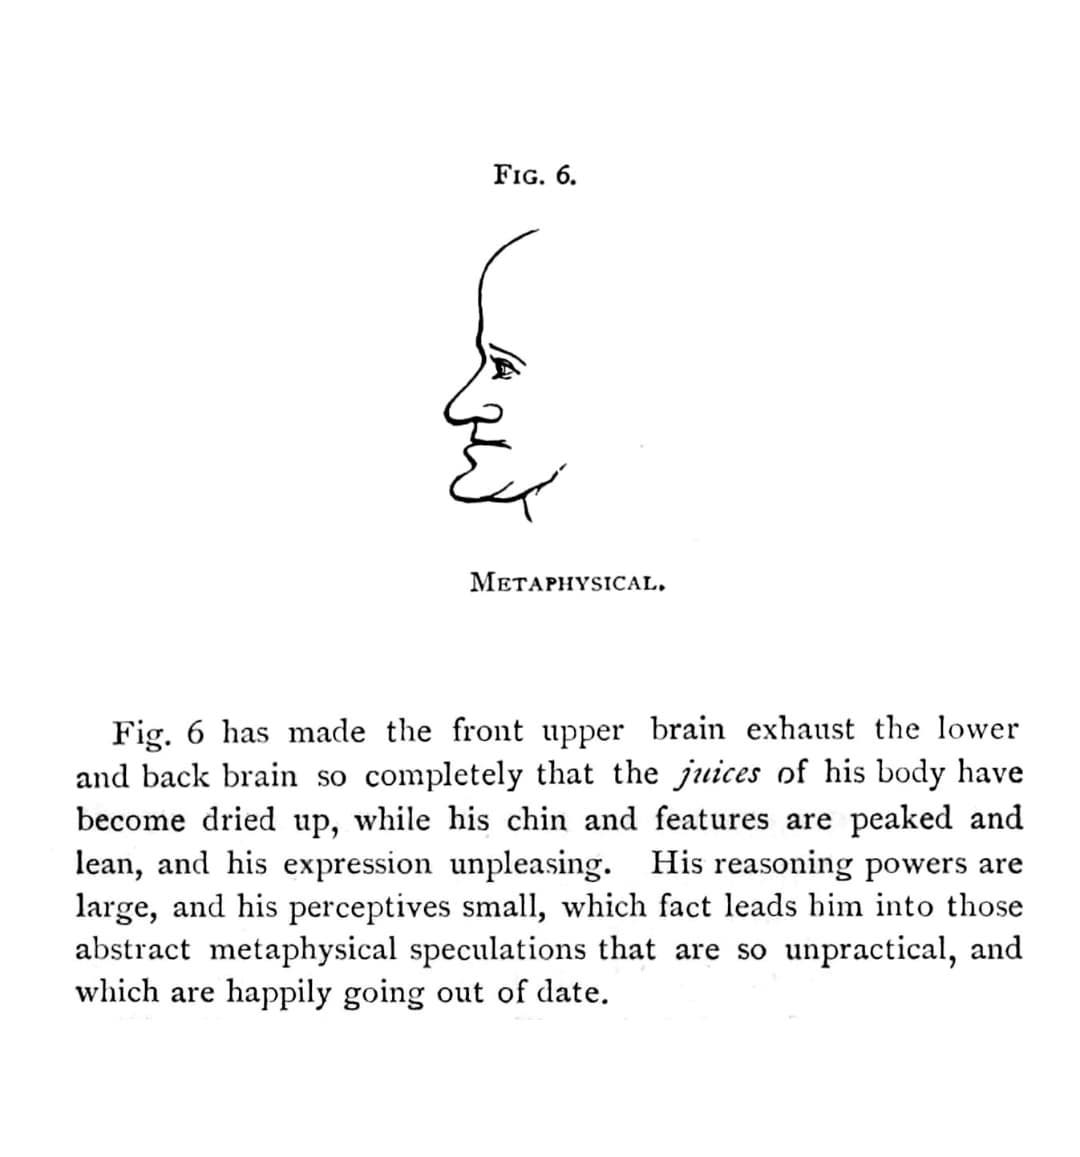 Fig. 6.
Metaphysical.
Fig. 6 has made the front upper brain exhaust the lower
and back brain so completely that the juices of his body have
become dried up, while his chin and features are peaked and
lean, and his expression unpleasing. His reasoning powers are
large, and his perceptives small, which fact leads him into those
abstract metaphysical speculations that are so unpractical, and
which are happily going out of date.